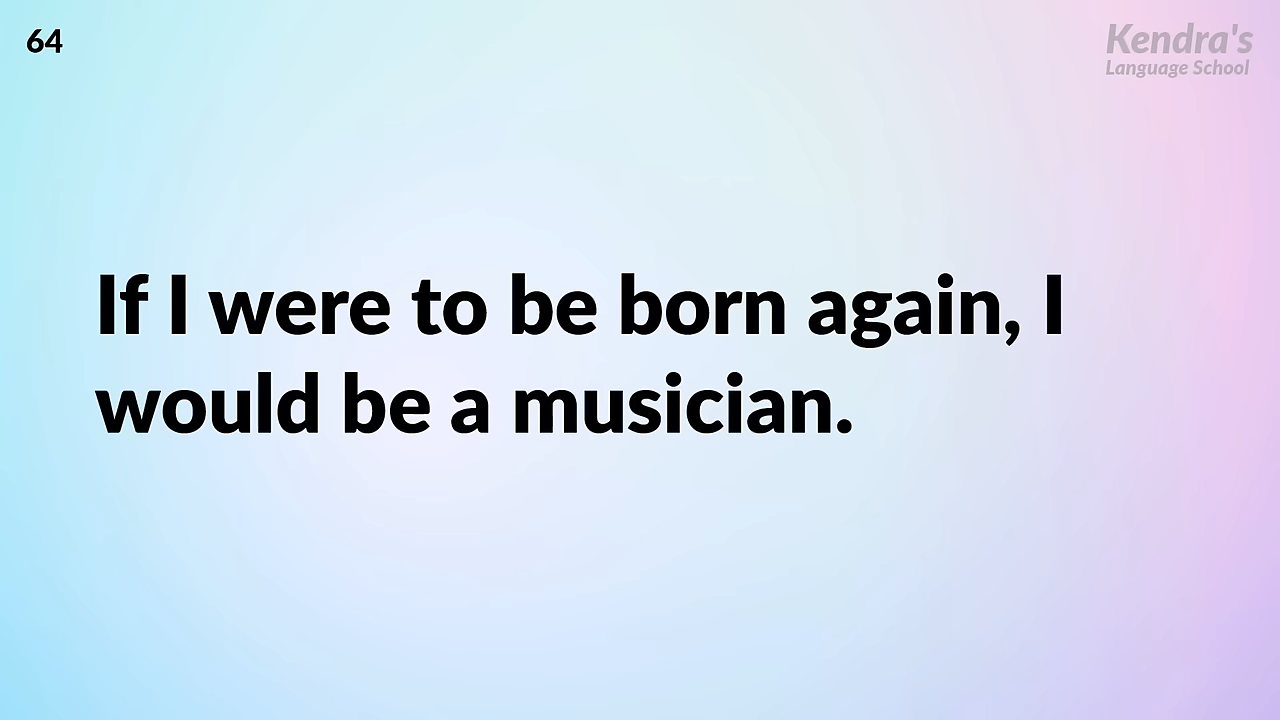 64
Kendra's
Language School
If I were to be born again, I
would be a musician.